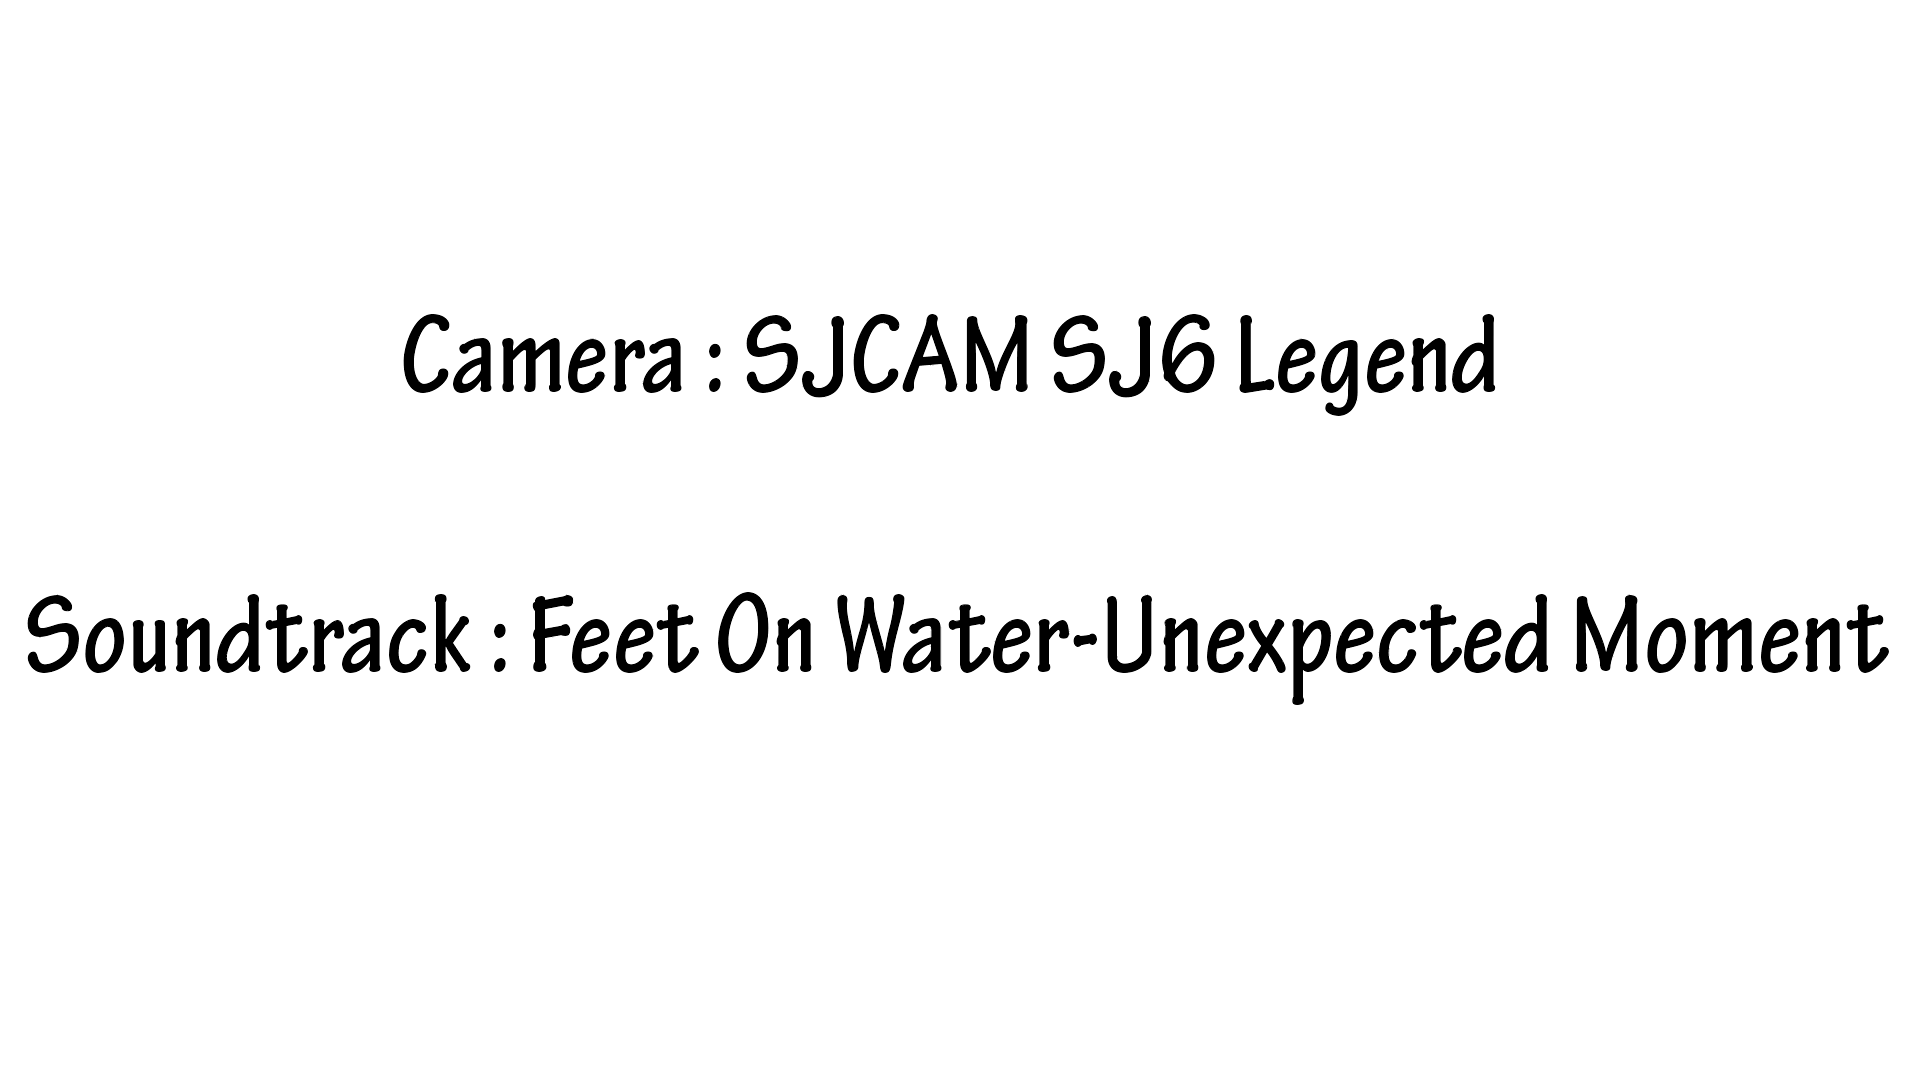 Camera : SJCAM SJ6 Legend
Soundtrack : Feet On Water-Unexpected Moment